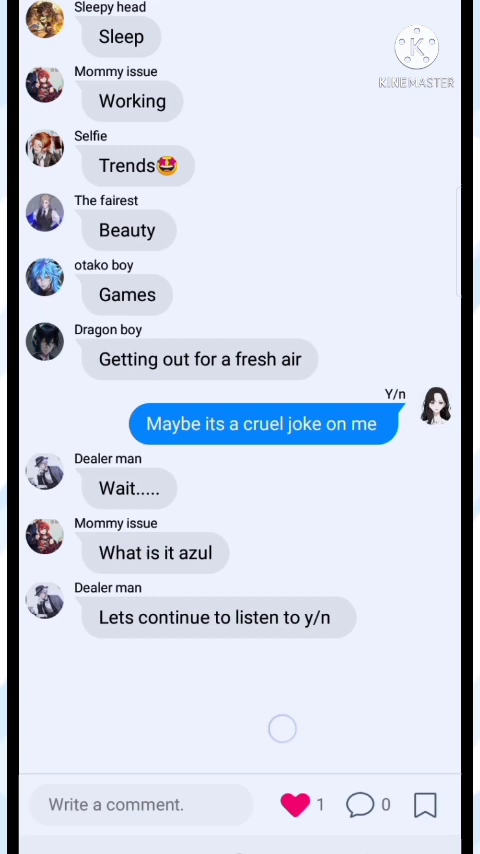 Sleepy head
Sleep
KINEMASTER
Mommy issue
Working
Selfie
Trends🤩
The fairest
Beauty
otako boy
Games
Dragon boy
Getting out for a fresh air
Y/n
Maybe its a cruel joke on me
Dealer man
Wait.....
Mommy issue
What is it azul
Dealer man
Lets continue to listen to y/n
Write a comment.
1
0